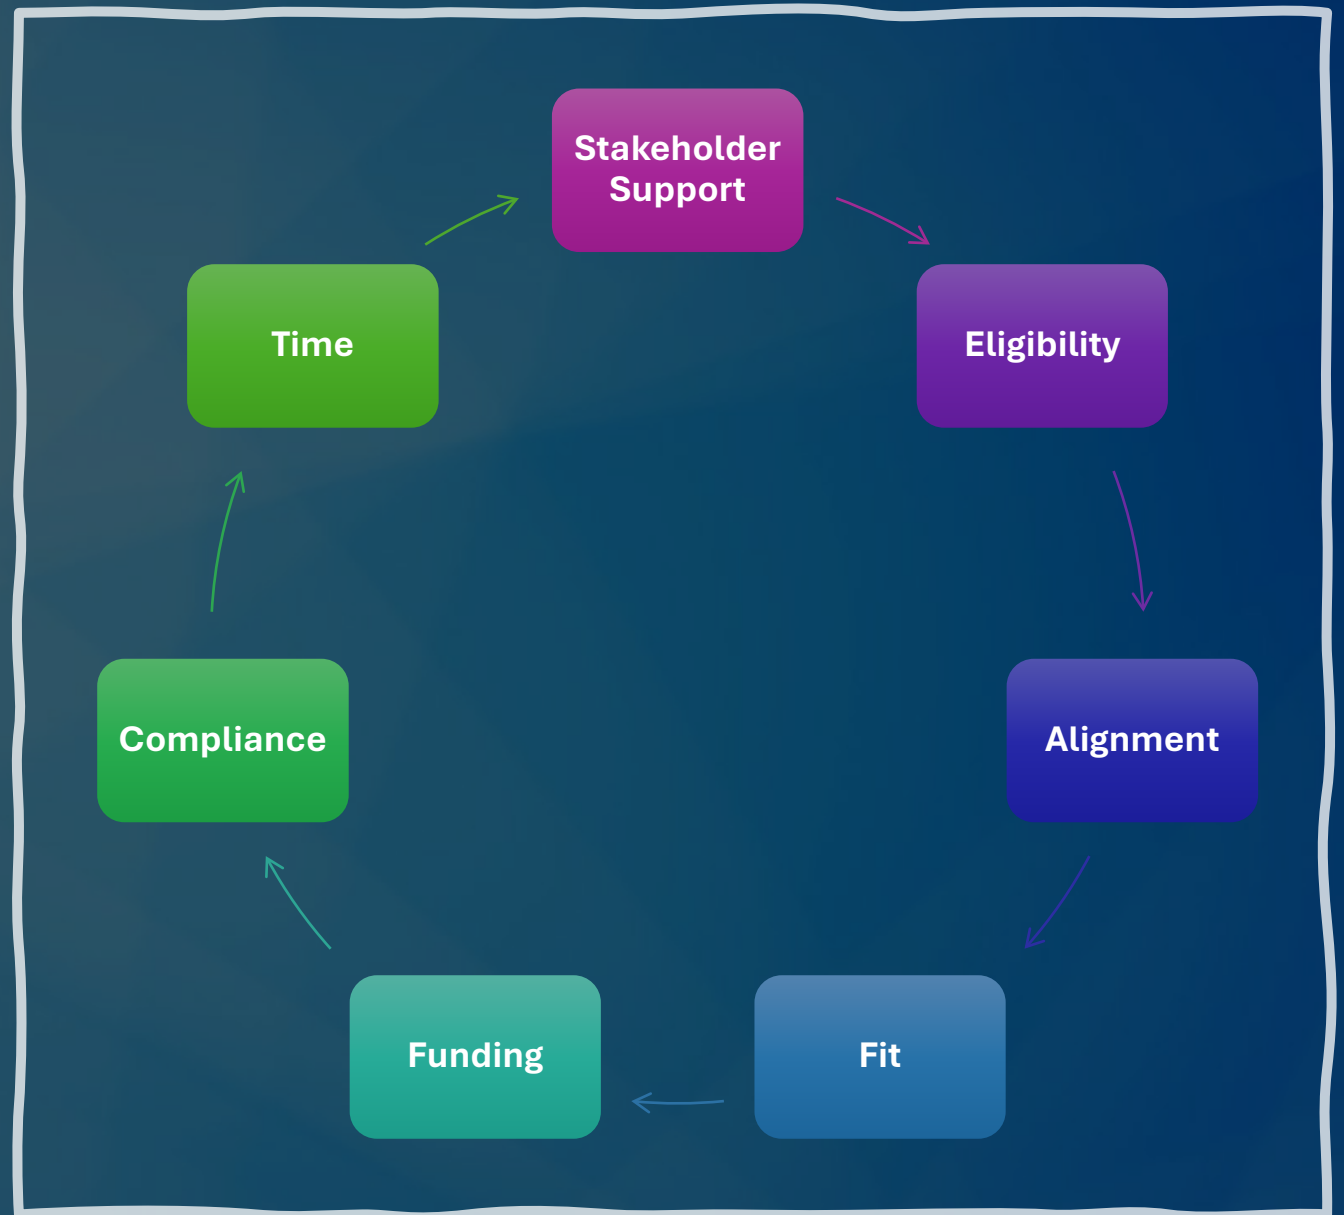 Stakeholder
Support
Eligibility
Alignment
Fit
Funding
Compliance
Time